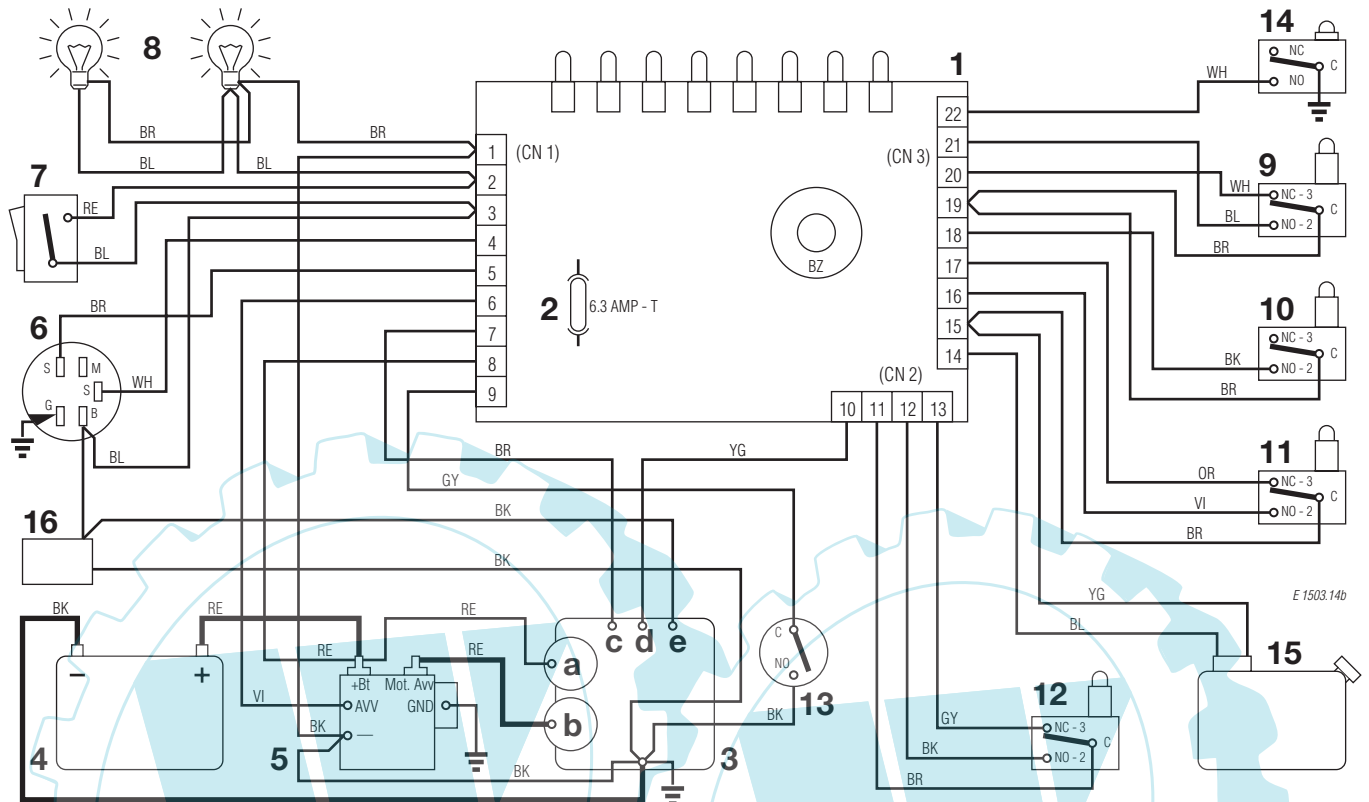 8
1
14
NC
C
NO
WH
BR
BR
BL
BL
1
2
3
4
5
6
7
8
9
(CN 1)
(CN 3)
22
21
20
19
18
17
16
15
14
7
RE
BL
9
WH
NC - 3
C
BL
NO - 2
BR
BZ
2
6.3 AMP - T
BR
6
S
M
S
WH
G
B
BL
10
NC - 3
C
BK
NO - 2
BR
(CN 2)
10
11
12
13
BR
YG
GY
11
OR
NC - 3
C
VI
NO - 2
BR
16
BK
BK
E 1503.14b
BK
RE
RE
YG
BL
15
c
d
e
C
NO
13
RE
RE
a
b
–
+
+Bt
Mot. Avv
VI
AVV
GND
BK
—
4
5
BK
3
BK
12
GY
NC - 3
C
BK
NO - 2
BR